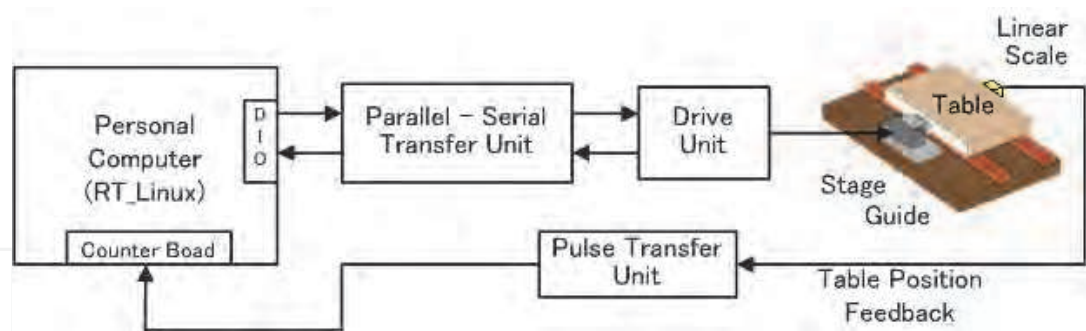 Personal
Computer
(RT_Linux)
D
I
O
Counter Boad
Parallel - Serial
Transfer Unit
Drive
Unit
Linear
Scale
Table
Stage
Guide
Pulse Transfer
Unit
Table Position
Feedback